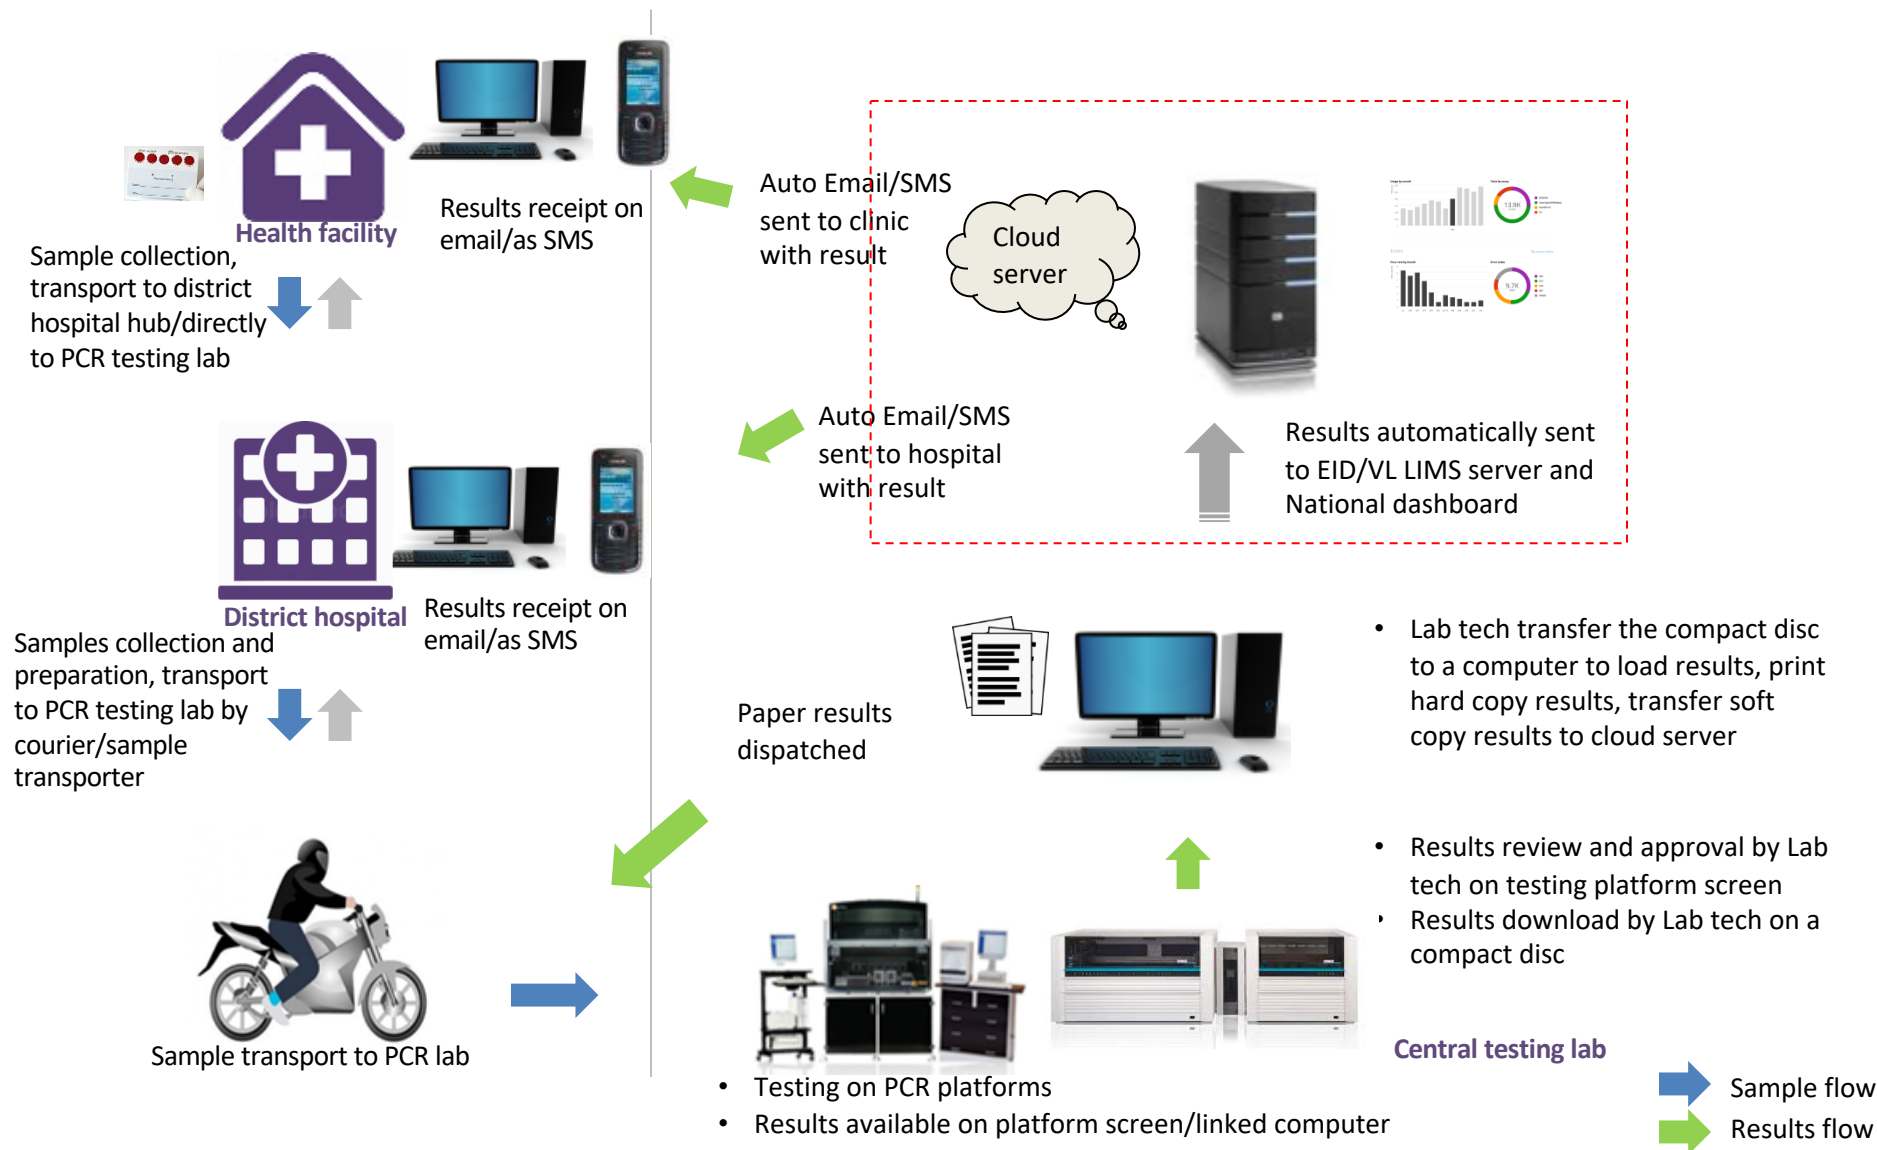 Health facility
Results receipt on
email/as SMS
Sample collection,
transport to district
hospital hub/directly
to PCR testing lab
Auto Email/SMS
sent to clinic
with result
Cloud
server
13.9K
9.7K
Auto Email/SMS
sent to hospital
with result
Results automatically sent
to EID/VL LIMS server and
National dashboard
District hospital
Results receipt on
email/as SMS
Samples collection and
preparation, transport
to PCR testing lab by
courier/sample
transporter
Paper results
dispatched
• Lab tech transfer the compact disc
to a computer to load results, print
hard copy results, transfer soft
copy results to cloud server
• Results review and approval by Lab
tech on testing platform screen
• Results download by Lab tech on a
compact disc
Sample transport to PCR lab
Central testing lab
• Testing on PCR platforms
• Results available on platform screen/linked computer
Sample flow
Results flow